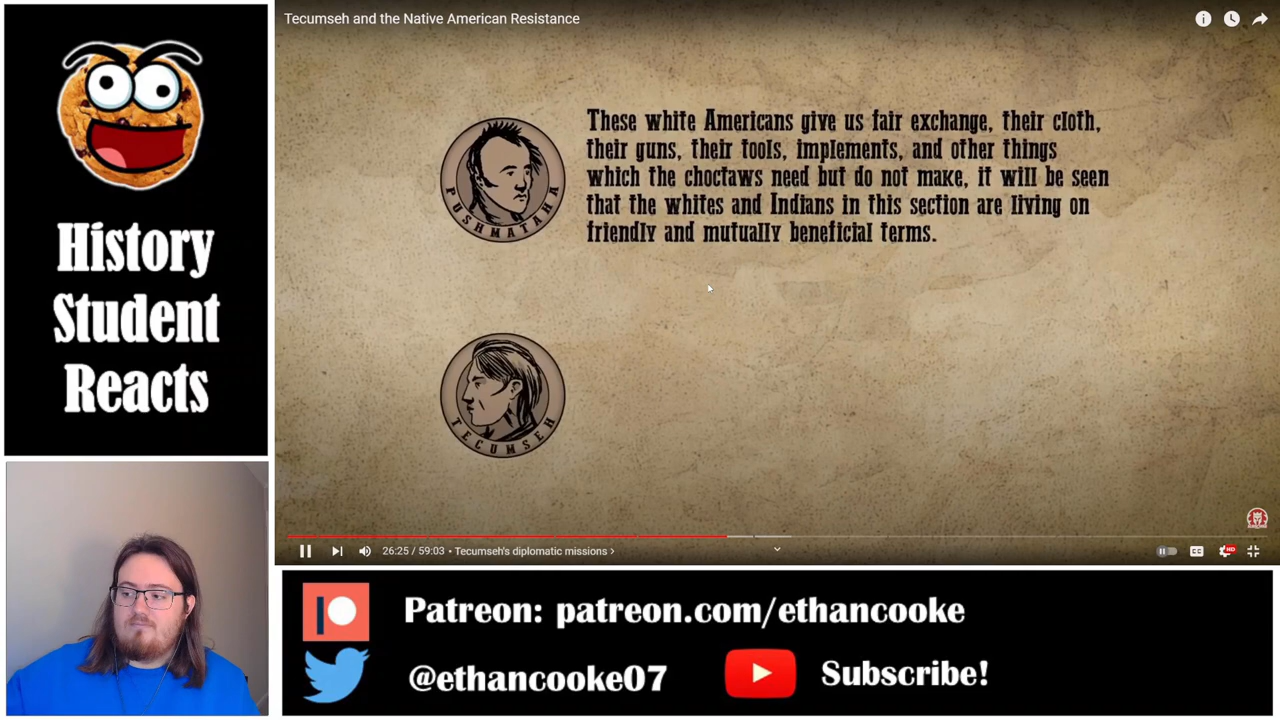 Tecumseh and the Native American Resistance
These white Americans give us fair exchange, their cloth,
their guns, their tools, implements, and other things
which the choctaws need but do not make, it will be seen
that the whites and Indians in this section are living on
friendly and mutually beneficial terms.
PUSHMATAHA
TECUMSEH
26:25 / 59:03 • Tecumseh's diplomatic missions ›
CC
HD
History
Student
Reacts
Patreon: patreon.com/ethancooke
@ethancooke07
Subscribe!